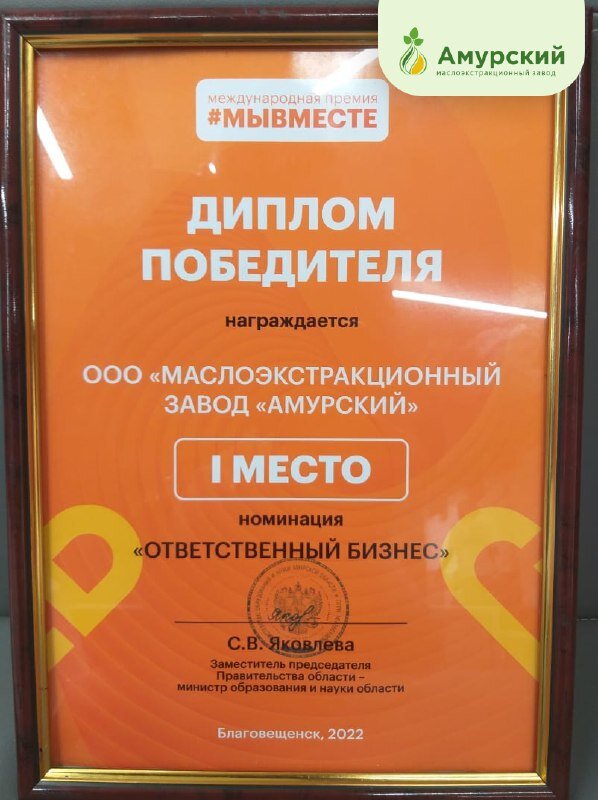 Амурский
маслоэкстракционный завод
международная премия
#МЫВМЕСТЕ
ДИПЛОМ
ПОБЕДИТЕЛЯ
награждается
ООО «МАСЛОЭКСТРАКЦИОННЫЙ
ЗАВОД «АМУРСКИЙ»
I МЕСТО
номинация
«ОТВЕТСТВЕННЫЙ БИЗНЕС»
С.В. Яковлева
Заместитель председателя
Правительства области –
министр образования и науки области
Благовещенск, 2022